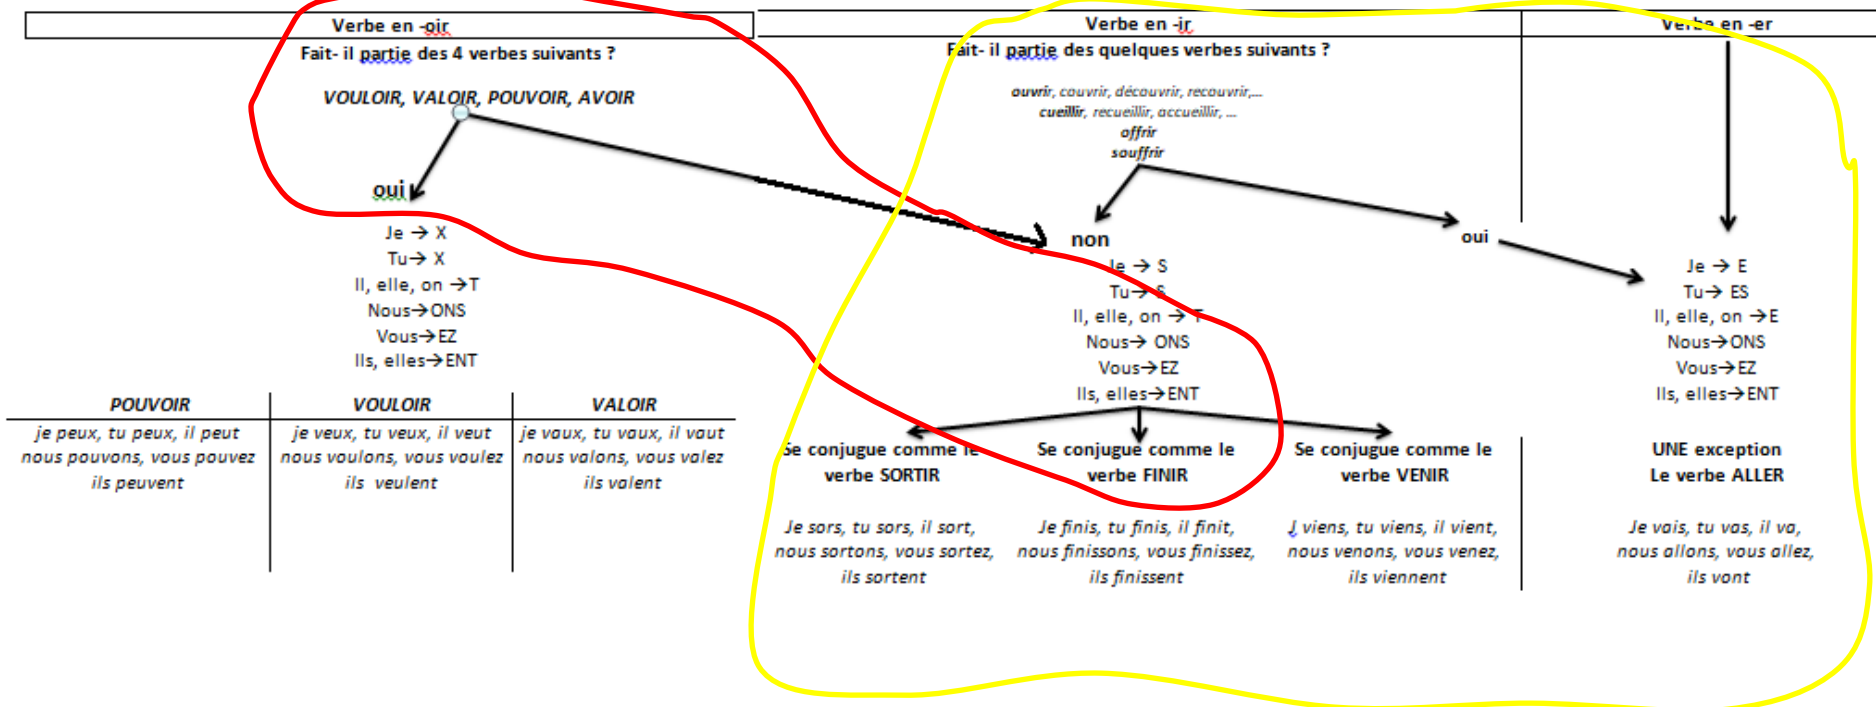 Verbe en -oir
Fait- il partie des 4 verbes suivants ?
VOULOIR, VALOIR, POUVOIR, AVOIR
oui
Je → X
Tu→ X
Il, elle, on →T
Nous→ONS
Vous→EZ
Ils, elles→ENT
POUVOIR
je peux, tu peux, il peut
nous pouvons, vous pouvez
ils peuvent
VOULOIR
je veux, tu veux, il veut
nous voulons, vous voulez
ils veulent
VALOIR
je vaux, tu vaux, il vaut
nous valons, vous valez
ils valent
Verbe en -ir
Fait- il partie des quelques verbes suivants ?
ouvrir, couvrir, découvrir, recouvrir,...
cueillir, recueillir, accueillir, ...
offrir
souffrir
non
oui
Je → S
Tu→ S
Il, elle, on → T
Nous→ ONS
Vous→EZ
Ils, elles→ENT
Se conjugue comme le
verbe SORTIR
Je sors, tu sors, il sort,
nous sortons, vous sortez,
ils sortent
Se conjugue comme le
verbe FINIR
Je finis, tu finis, il finit,
nous finissons, vous finissez,
ils finissent
Se conjugue comme le
verbe VENIR
J viens, tu viens, il vient,
nous venons, vous venez,
ils viennent
Verbe en -er
Je → E
Tu→ ES
Il, elle, on →E
Nous→ONS
Vous→EZ
Ils, elles→ENT
UNE exception
Le verbe ALLER
Je vais, tu vas, il va,
nous allons, vous allez,
ils vont